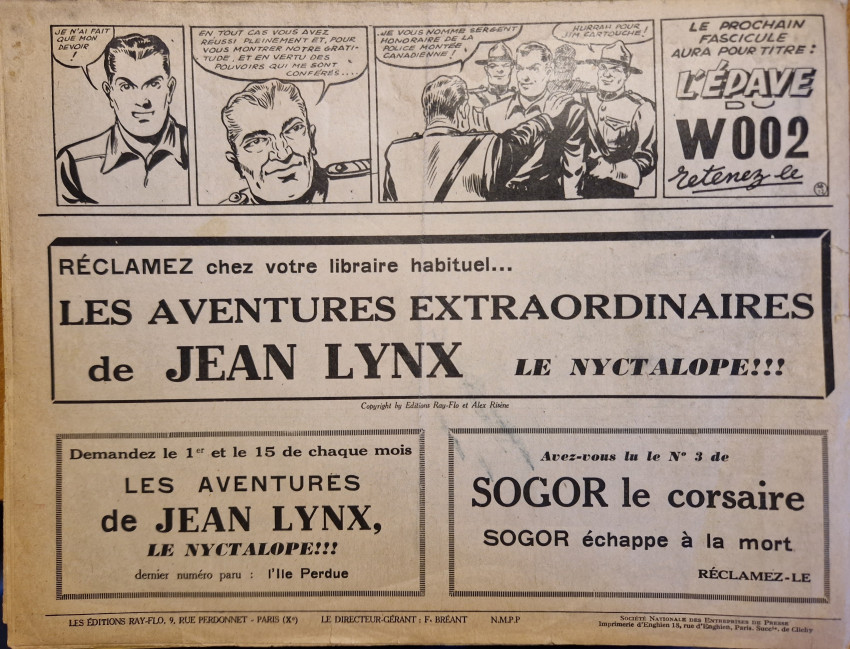 JE N'AI FAIT
QUE MON
DEVOIR
!
EN TOUT CAS VOUS AVEZ
RÉUSSI PLEINEMENT ET, POUR
VOUS MONTRER NOTRE GRATI-
TUDE, ET EN VERTU DES
POUVOIRS QUI ME SONT
CONFÉRÉS....
JE VOUS NOMME SERGENT
HONORAIRE DE LA
POLICE MONTÉE
CANADIENNE !
HURRAH POUR
JIM CARTOUCHE !
LE PROCHAIN
FASCICULE
AURA POUR TITRE :
L'ÉPAVE
DU
W 002
retenez-le
RÉCLAMEZ chez votre libraire habituel...
LES AVENTURES EXTRAORDINAIRES
de JEAN LYNX LE NYCTALOPE!!!
Copyright by Editions Ray-Flo et Alex Rivène
Demandez le 1er et le 15 de chaque mois
LES AVENTURES
de JEAN LYNX,
LE NYCTALOPE!!!
dernier numéro paru : l'Ile Perdue
Avez-vous lu le N° 3 de
SOGOR le corsaire
SOGOR échappe à la mort
RÉCLAMEZ-LE
LES ÉDITIONS RAY-FLO, 9, RUE PERDONNET - PARIS (Xe) LE DIRECTEUR-GÉRANT : F. BRÉANT N.M.P.P
SOCIÉTÉ NATIONALE DES ENTREPRISES DE PRESSE
Imprimerie d'Enghien 18, rue d'Enghien, Paris. Succle. de Clichy